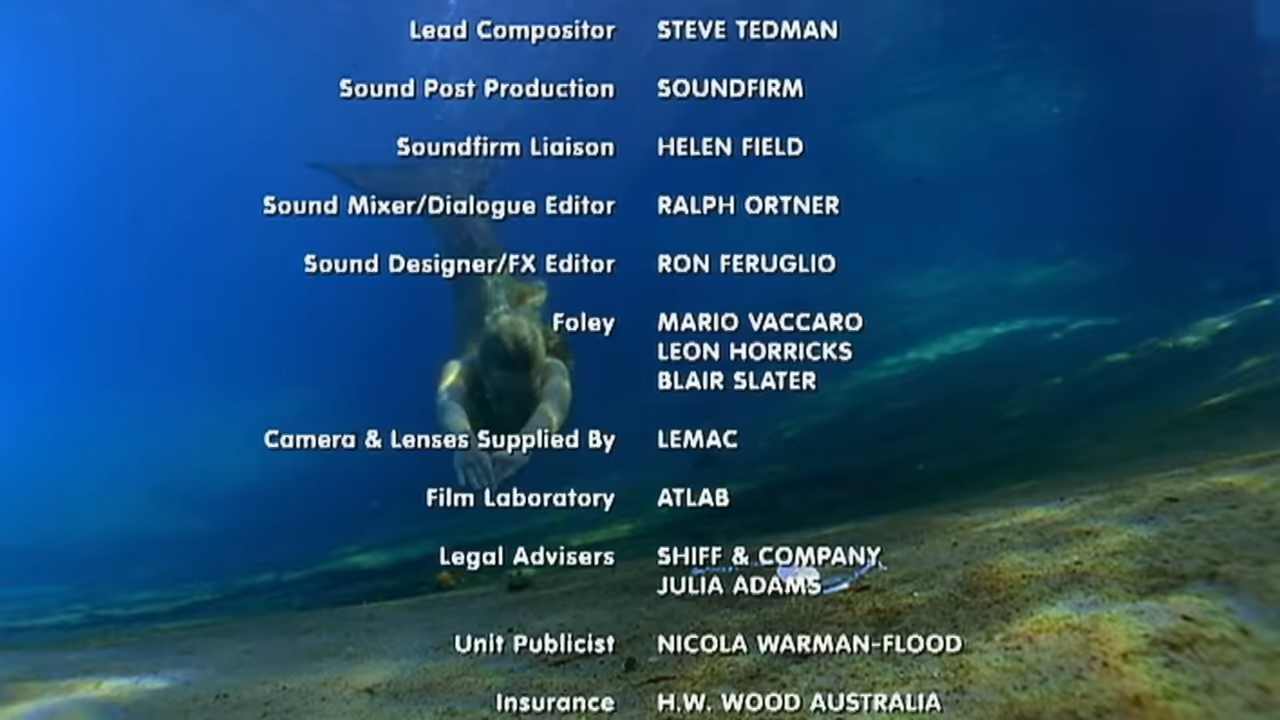 Lead Compositor STEVE TEDMAN
Sound Post Production SOUNDFIRM
Soundfirm Liaison HELEN FIELD
Sound Mixer/Dialogue Editor RALPH ORTNER
Sound Designer/FX Editor RON FERUGLIO
Foley MARIO VACCARO
LEON HORRICKS
BLAIR SLATER
Camera & Lenses Supplied By LEMAC
Film Laboratory ATLAB
Legal Advisers SHIFF & COMPANY
JULIA ADAMS
Unit Publicist NICOLA WARMAN-FLOOD
Insurance H.W. WOOD AUSTRALIA